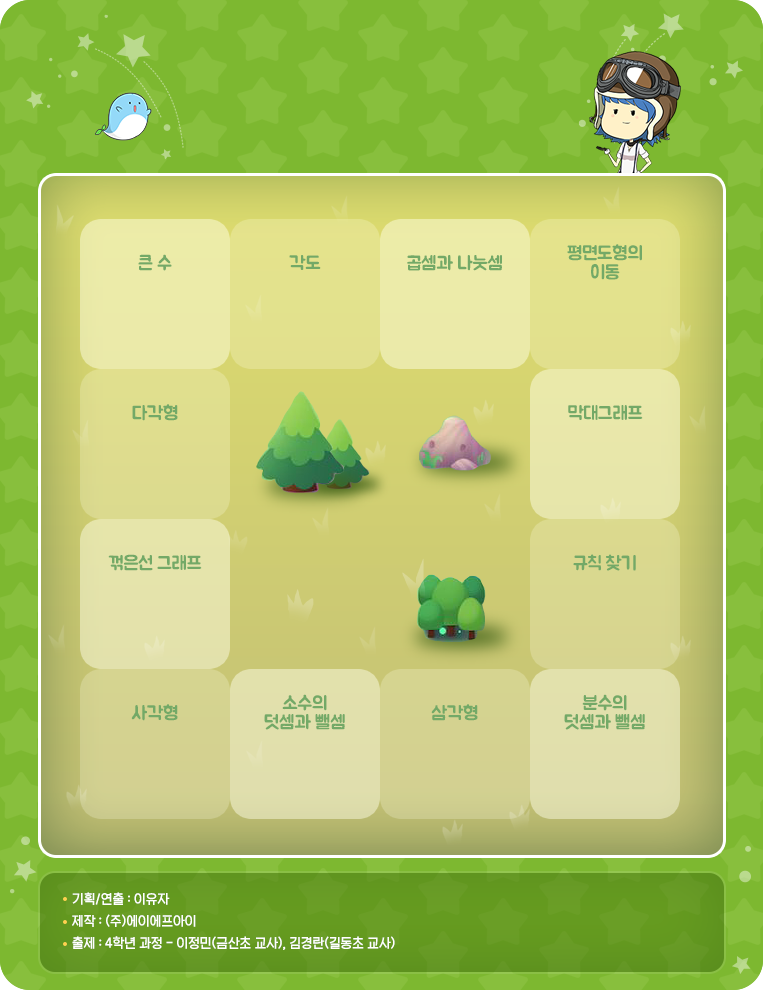 큰 수
각도
곱셈과 나눗셈
평면도형의
이동
다각형
막대그래프
꺾은선 그래프
규칙 찾기
사각형
소수의
덧셈과 뺄셈
삼각형
분수의
덧셈과 뺄셈
• 기획/연출 : 이유자
• 제작 : (주)에이에프아이
• 출제 : 4학년 과정 – 이정민(금산초 교사), 김경란(길동초 교사)